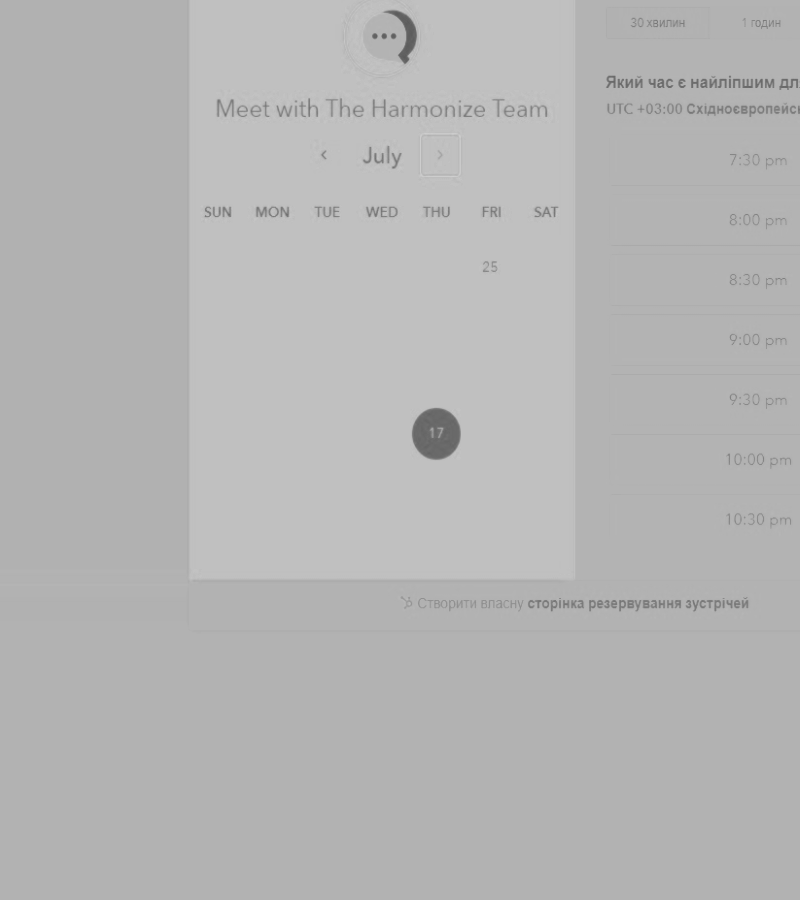 Meet with The Harmonize Team
July
SUN MON TUE WED THU FRI SAT
25
17
30 хвилин 1 годин
Який час є найліпшим дл
UTC +03:00 Східноєвропейсь
7:30 pm
8:00 pm
8:30 pm
9:00 pm
9:30 pm
10:00 pm
10:30 pm
Створити власну сторінка резервування зустрічей